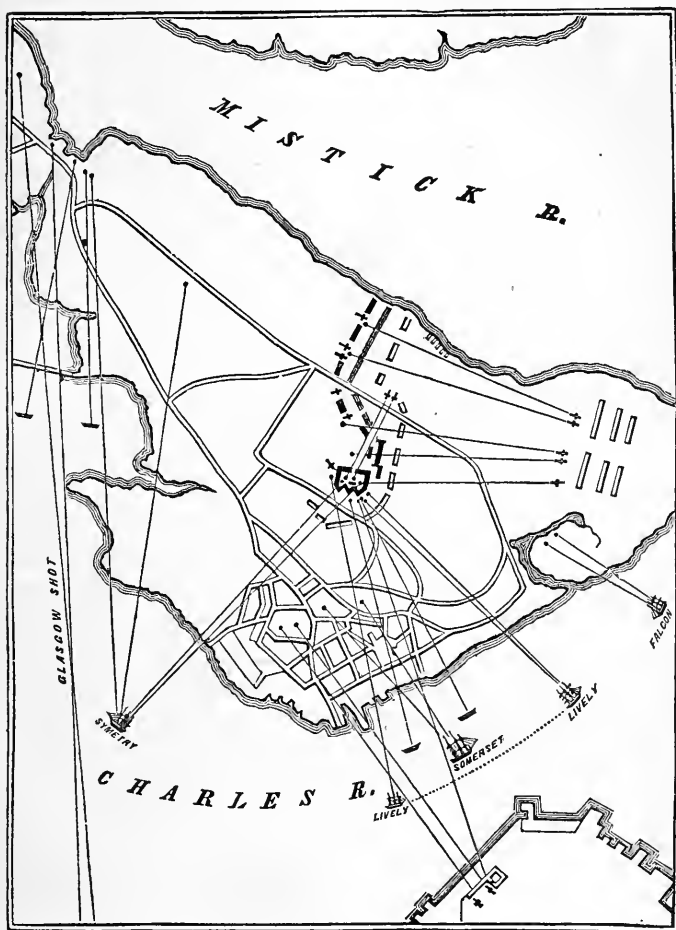 MISTICK R.
GLASGOW SHOT
FALCON
LIVELY
SYMETRY
SOMERSET
CHARLES R.
LIVELY